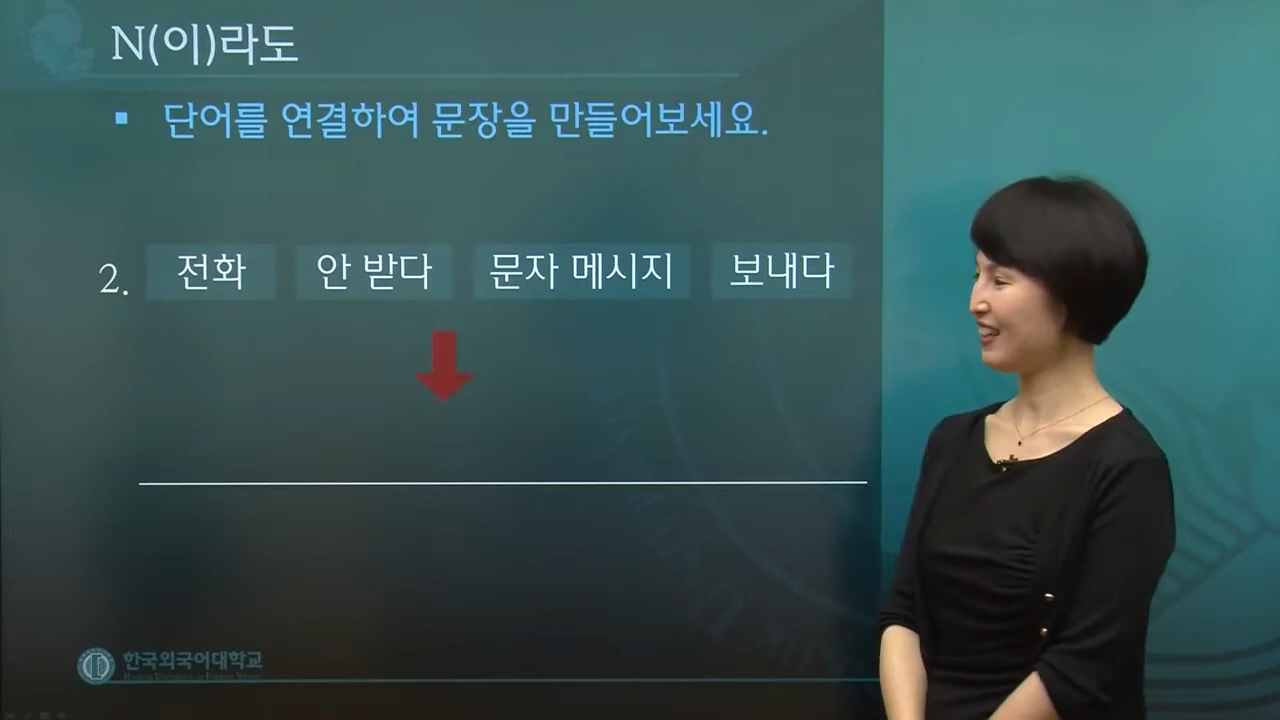 N(이)라도
▪ 단어를 연결하여 문장을 만들어보세요.
2. 전화 안 받다 문자 메시지 보내다
한국외국어대학교